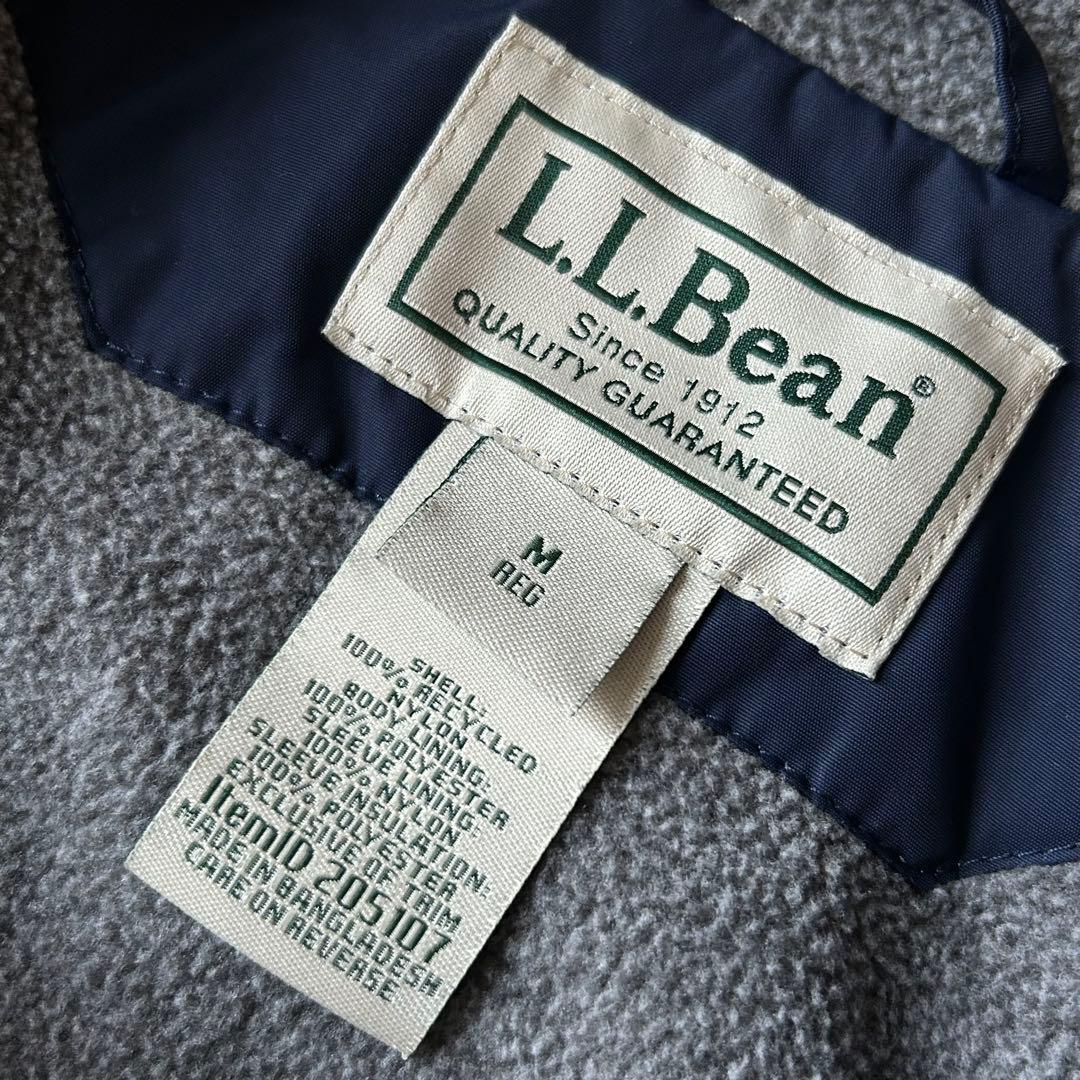 L.L.Bean®
Since 1912
QUALITY GUARANTEED
M
REG
SHELL:
100% RECYCLED
NYLON
BODY LINING:
100% POLYESTER
SLEEVE LINING:
100% NYLON
SLEEVE INSULATION:
100% POLYESTER
EXCLUSIVE OF TRIM
ItemID 205107
MADE IN BANGLADESH
CARE ON REVERSE